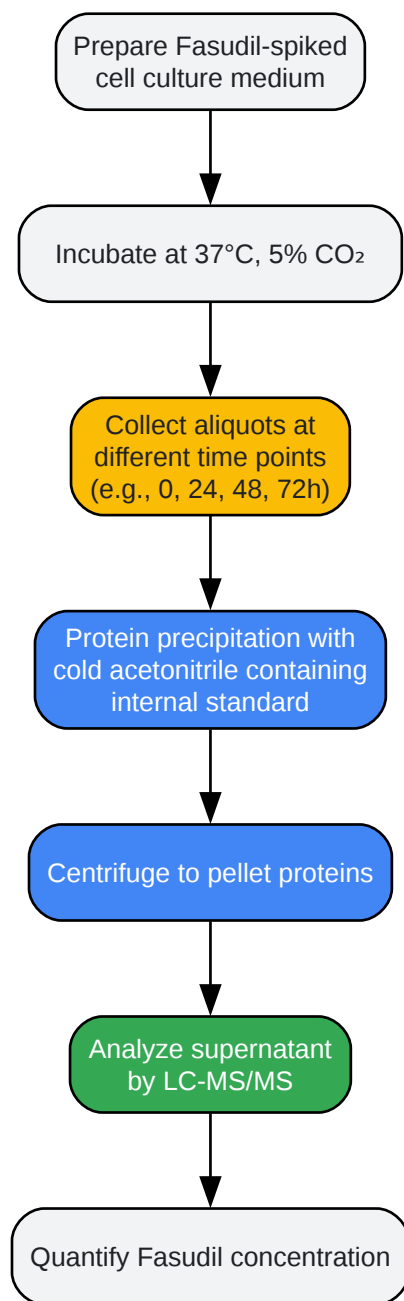 Prepare Fasudil-spiked
cell culture medium
Incubate at 37°C, 5% CO₂
Collect aliquots at
different time points
(e.g., 0, 24, 48, 72h)
Protein precipitation with
cold acetonitrile containing
internal standard
Centrifuge to pellet proteins
Analyze supernatant
by LC-MS/MS
Quantify Fasudil concentration